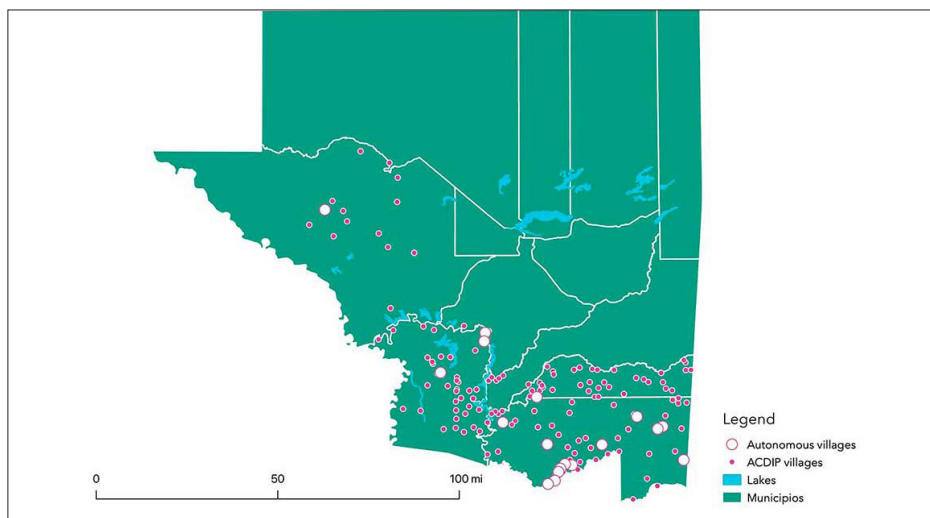 Legend
Autonomous villages
ACDIP villages
Lakes
Municipios
0 50 100 mi